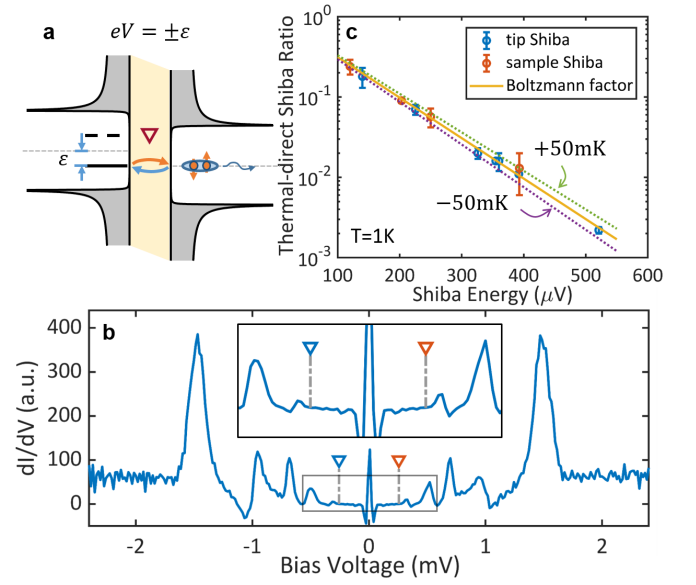 a
eV = ±ε
ε
c
Thermal-direct Shiba Ratio
10^0
10^-1
10^-2
10^-3
tip Shiba
sample Shiba
Boltzmann factor
+50mK
−50mK
T=1K
100 200 300 400 500 600
Shiba Energy (μV)
b
dI/dV (a.u.)
400
300
200
100
0
-2 -1 0 1 2
Bias Voltage (mV)